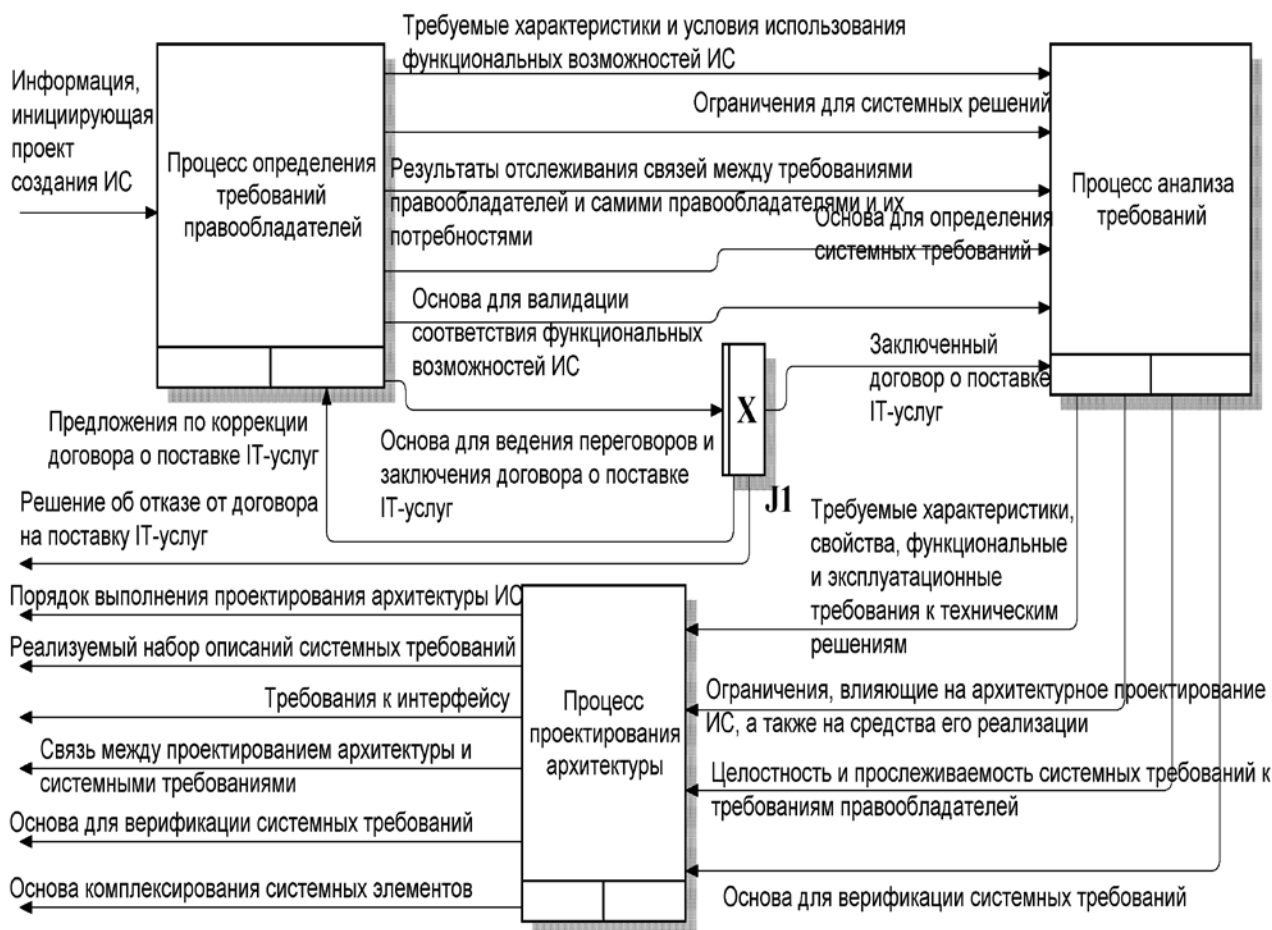 Требуемые характеристики и условия использования
функциональных возможностей ИС
Информация,
инициирующая
проект
создания ИС
Процесс определения
требований
правообладателей
Ограничения для системных решений
Результаты отслеживания связей между требованиями
правообладателей и самими правообладателями и их
потребностями
Основа для определения
системных требований
Процесс анализа
требований
Основа для валидации
соответствия функциональных
возможностей ИС
X
J1
Заключенный
договор о поставке
IT-услуг
Предложения по коррекции
договора о поставке IT-услуг
Основа для ведения переговоров и
заключения договора о поставке
IT-услуг
Решение об отказе от договора
на поставку IT-услуг
Требуемые характеристики,
свойства, функциональные
и эксплуатационные
требования к техническим
решениям
Порядок выполнения проектирования архитектуры ИС
Реализуемый набор описаний системных требований
Требования к интерфейсу
Связь между проектированием архитектуры и
системными требованиями
Основа для верификации системных требований
Основа комплексирования системных элементов
Процесс
проектирования
архитектуры
Ограничения, влияющие на архитектурное проектирование
ИС, а также на средства его реализации
Целостность и прослеживаемость системных требований к
требованиям правообладателей
Основа для верификации системных требований